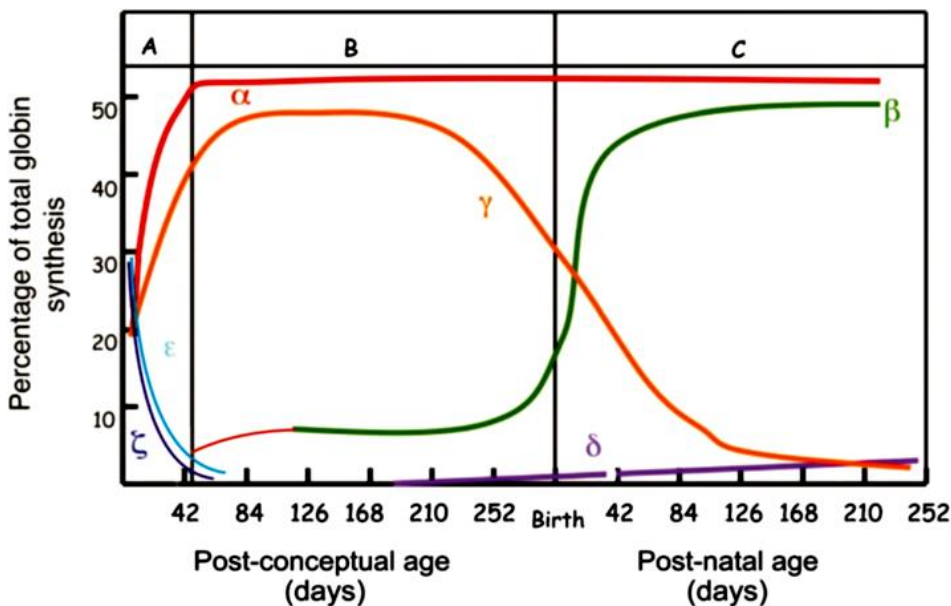 A B C
50
40
30
20
10
α
β
γ
ε
ζ
δ
42 84 126 168 210 252 Birth 42 84 126 168 210 252
Percentage of total globin
synthesis
Post-conceptual age
(days)
Post-natal age
(days)